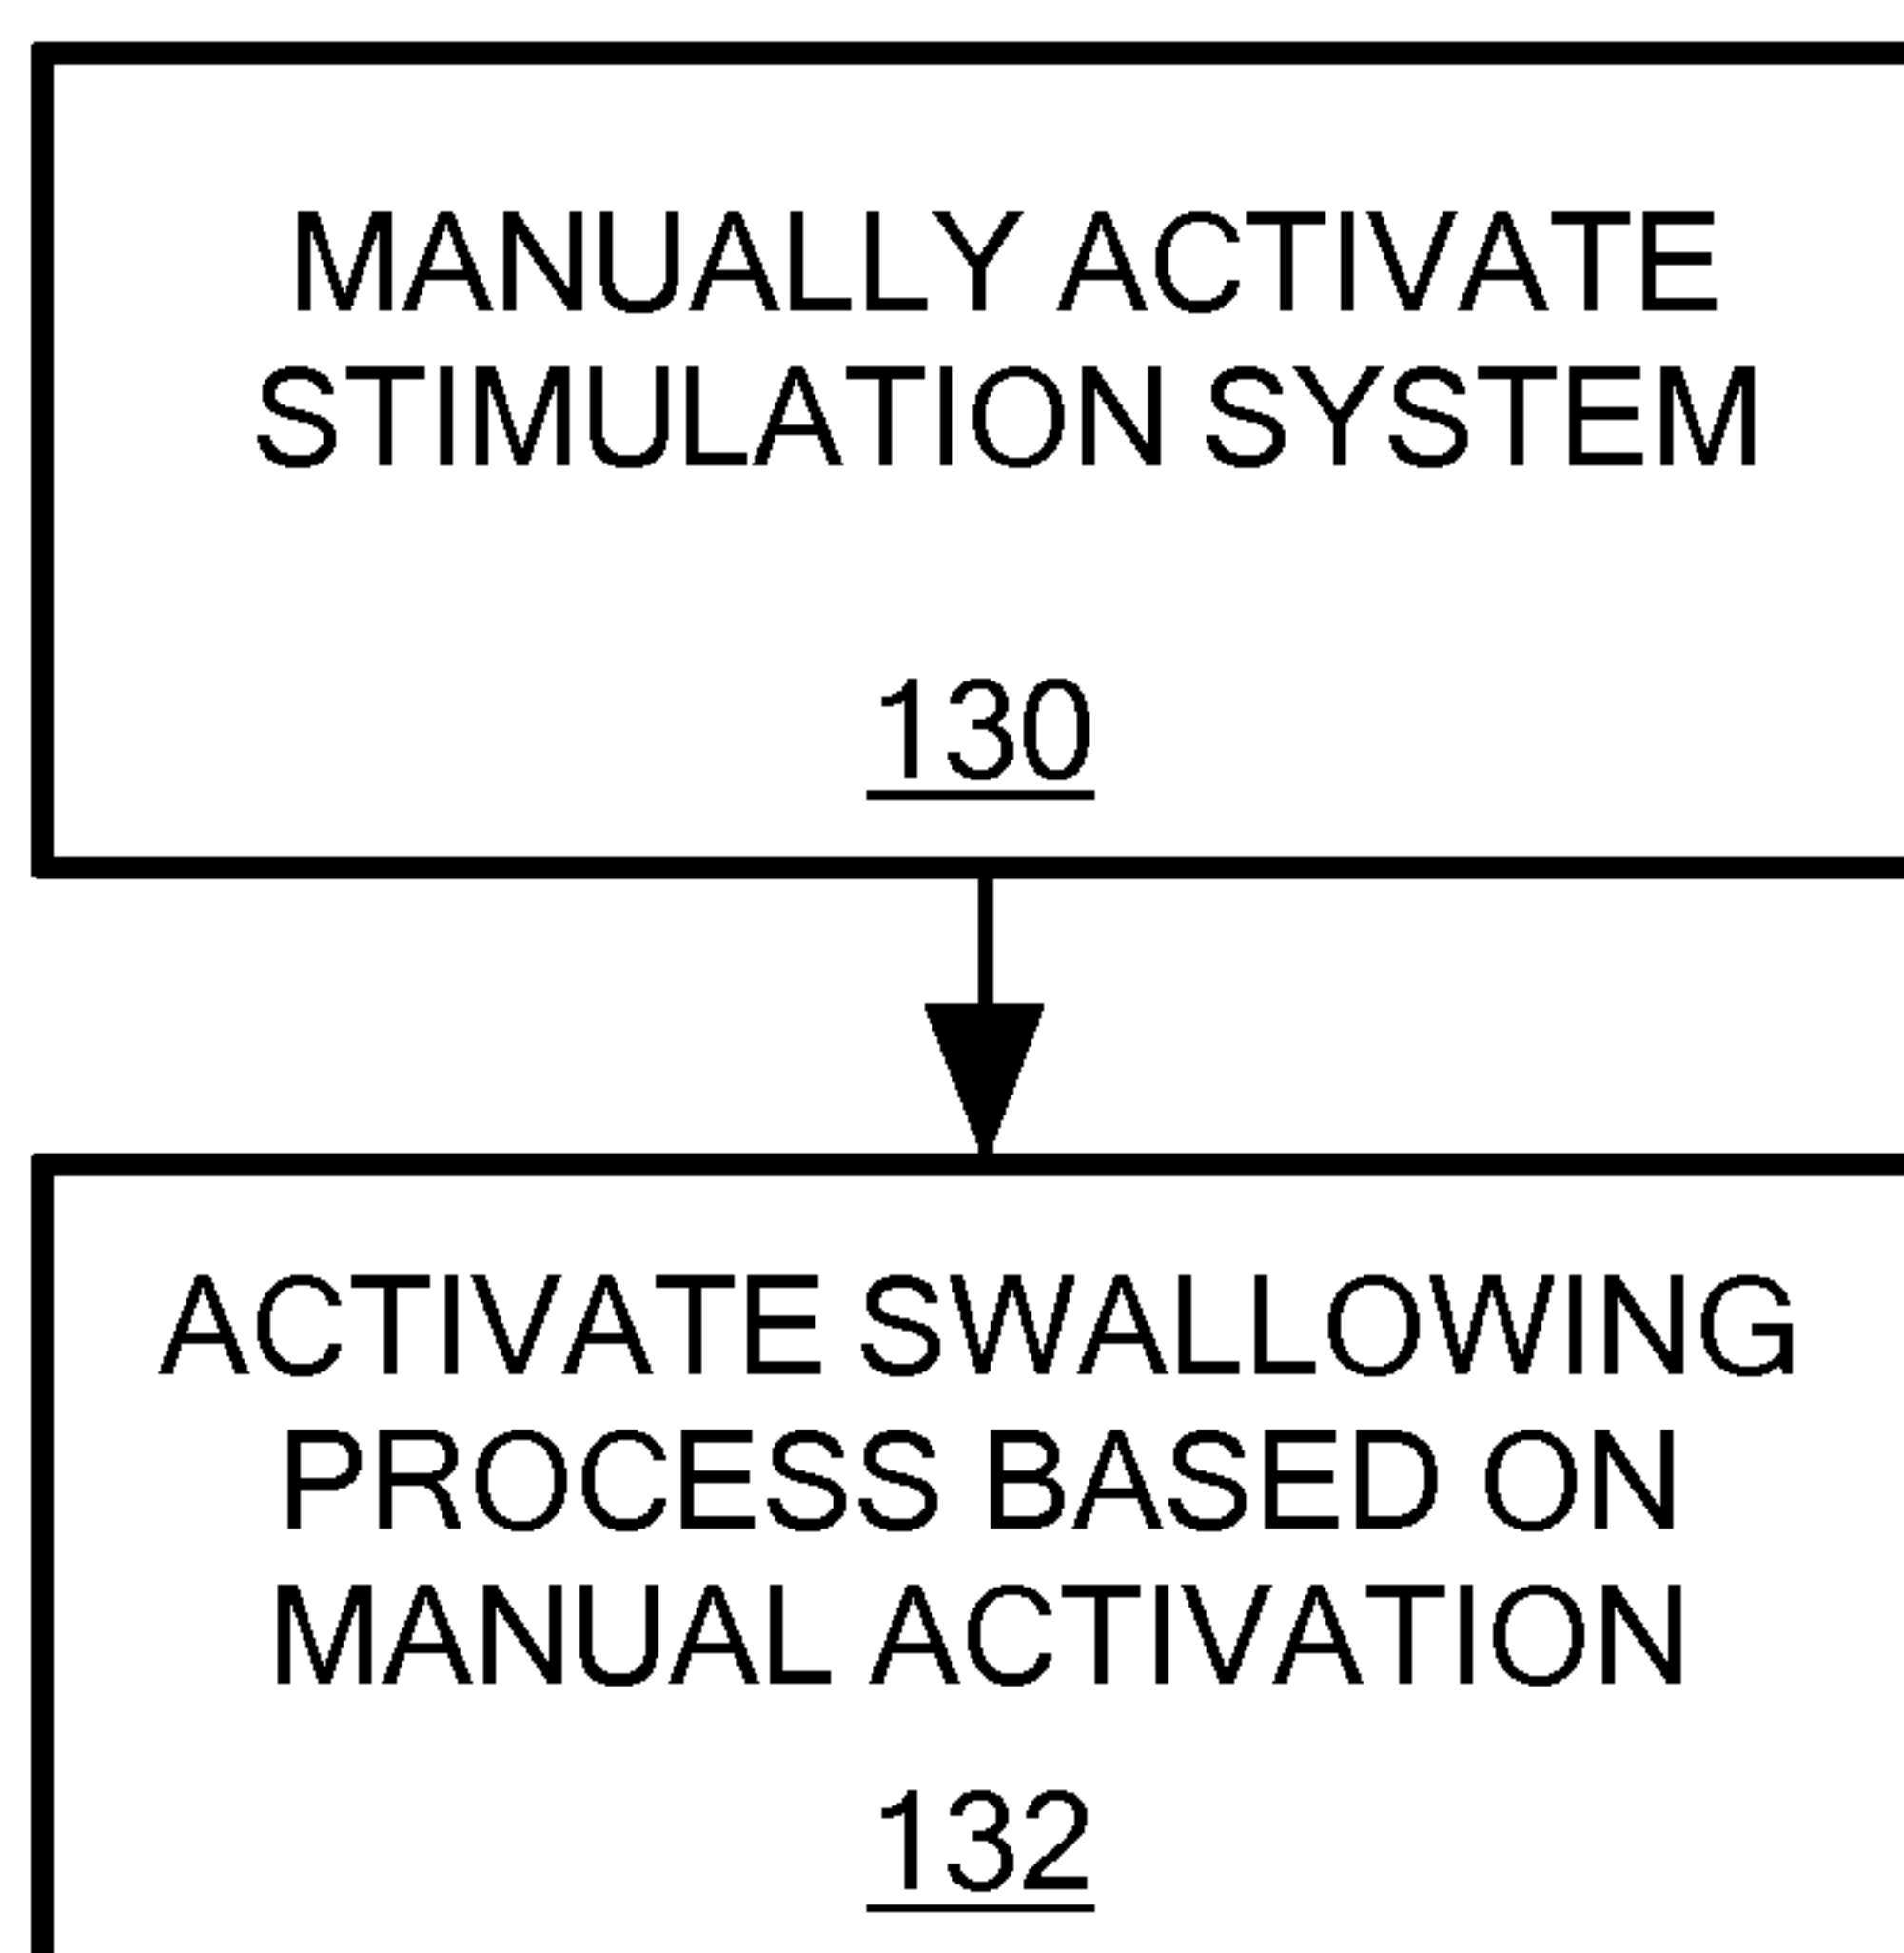 MANUALLY ACTIVATE
STIMULATION SYSTEM
130
ACTIVATE SWALLOWING
PROCESS BASED ON
MANUAL ACTIVATION
132